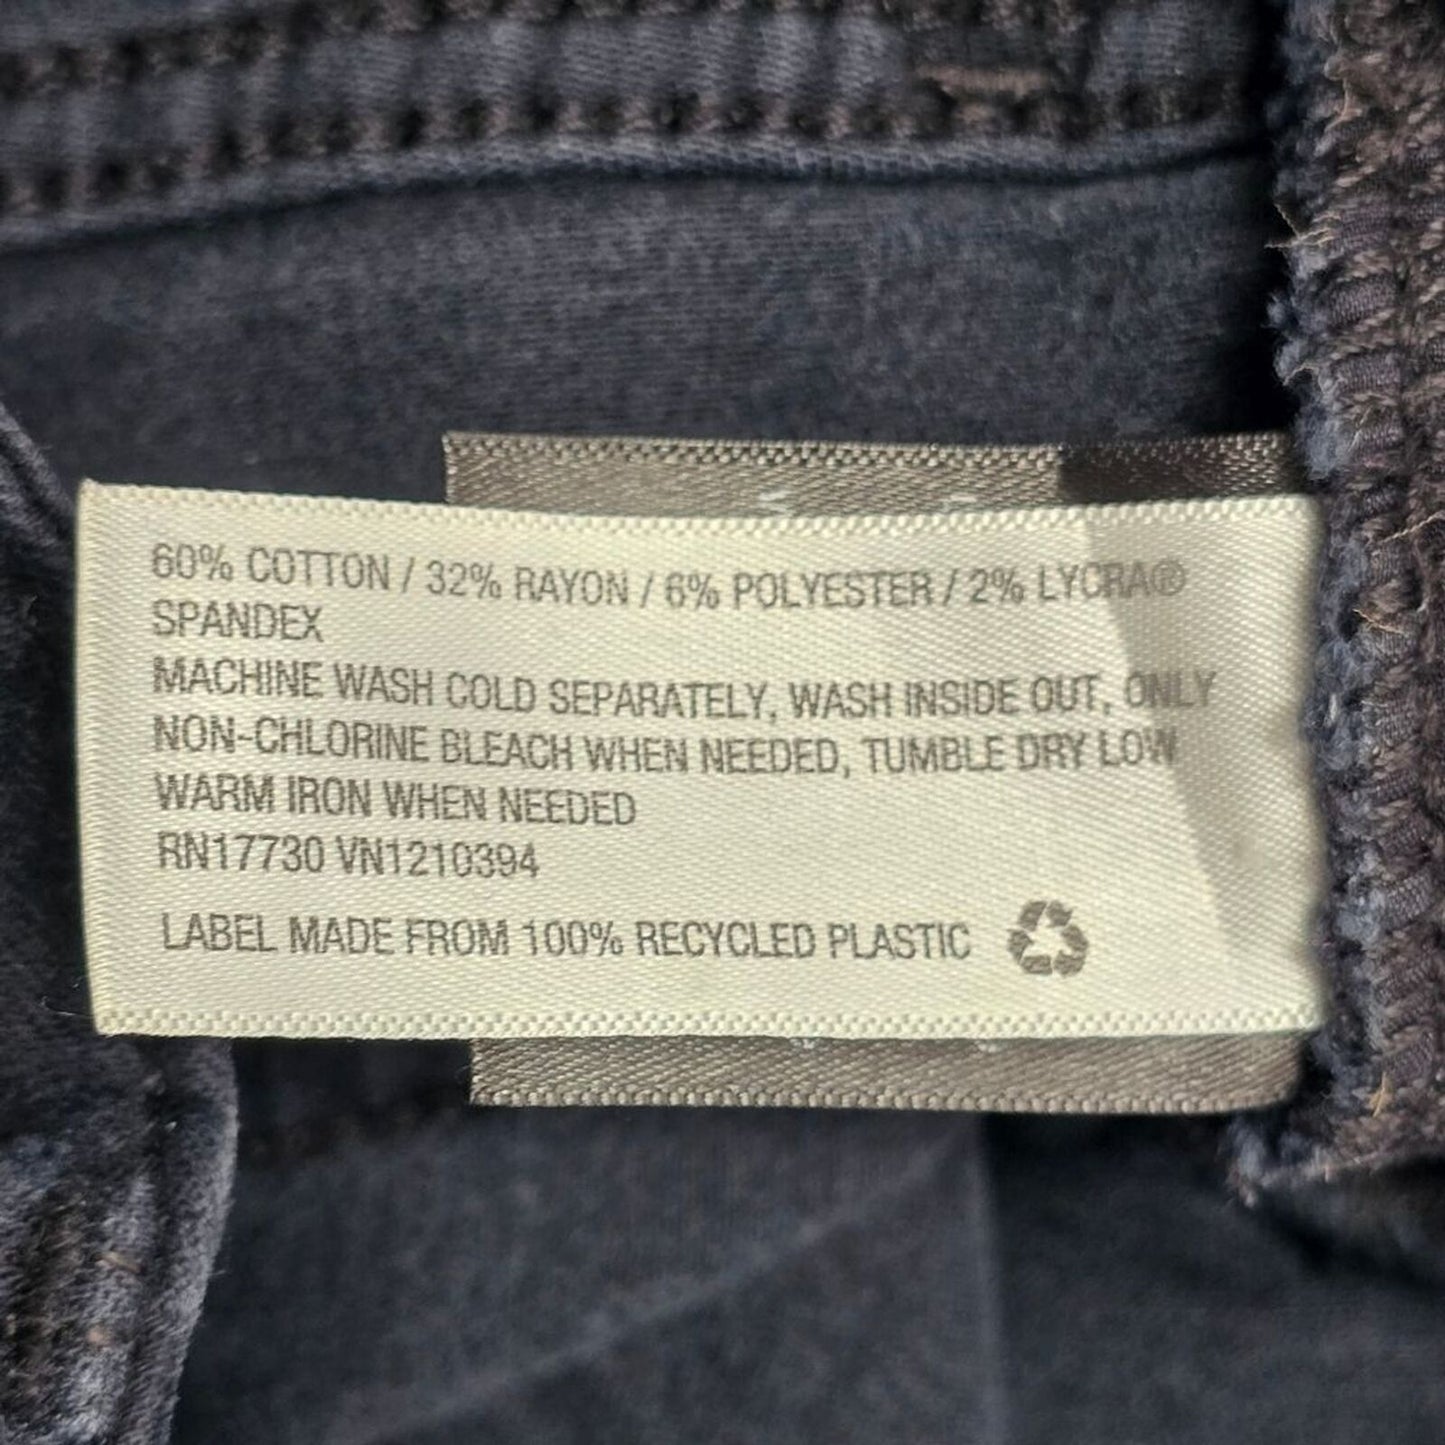 60% COTTON / 32% RAYON / 6% POLYESTER / 2% LYCRA®
SPANDEX
MACHINE WASH COLD SEPARATELY, WASH INSIDE OUT, ONLY
NON-CHLORINE BLEACH WHEN NEEDED, TUMBLE DRY LOW
WARM IRON WHEN NEEDED
RN17730 VN1210394
LABEL MADE FROM 100% RECYCLED PLASTIC